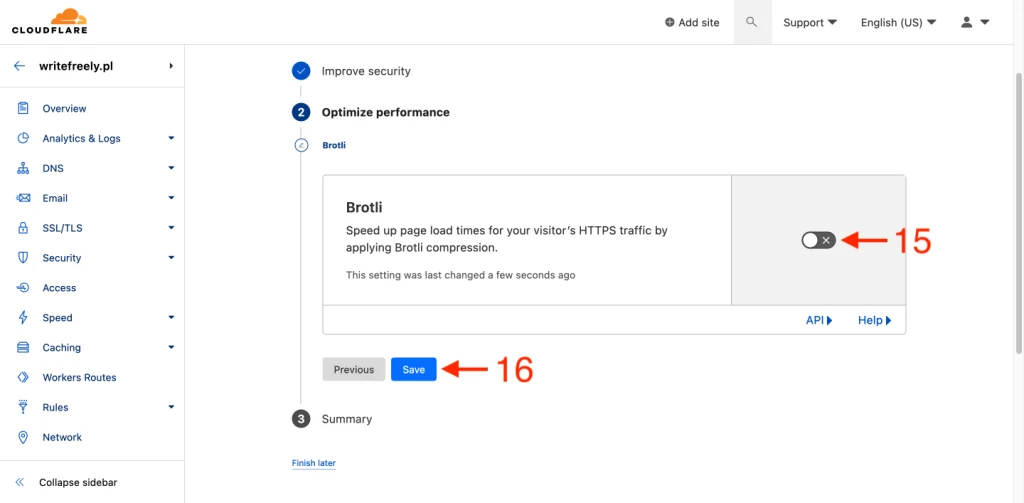 CLOUDFLARE
Add site
Support
English (US)
writefreely.pl
Overview
Analytics & Logs
DNS
Email
SSL/TLS
Security
Access
Speed
Caching
Workers Routes
Rules
Network
Collapse sidebar
Improve security
2 Optimize performance
Brotli
Brotli
Speed up page load times for your visitor's HTTPS traffic by
applying Brotli compression.
This setting was last changed a few seconds ago
15
API
Help
Previous
Save
16
3 Summary
Finish later